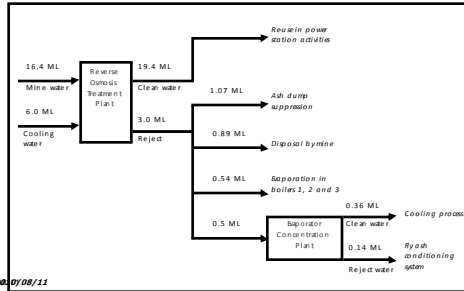 Reuse in power
station activities
16.4 ML
Mine water
Reverse
Osmosis
Treatment
Plant
19.4 ML
Clean water
6.0 ML
Cooling
water
3.0 ML
Reject
1.07 ML
Ash dump
suppression
0.89 ML
Disposal by mine
0.54 ML
Evaporation in
boilers 1, 2 and 3
0.5 ML
Evaporator
Concentration
Plant
0.36 ML
Clean water
Cooling process
0.14 ML
Reject water
Fly ash
conditioning
system
/08/11